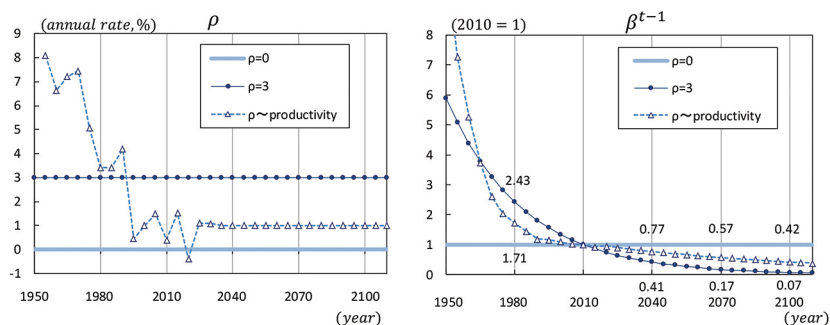 (annual rate, %)
ρ
9
8
7
6
5
4
3
2
1
0
-1
ρ=0
ρ=3
ρ～productivity
1950 1980 2010 2040 2070 2100
(year)
(2010 = 1)
β^{t−1}
8
7
6
5
4
3
2
1
0
ρ=0
ρ=3
ρ～productivity
2.43
1.71
0.77 0.57 0.42
0.41 0.17 0.07
1950 1980 2010 2040 2070 2100
(year)